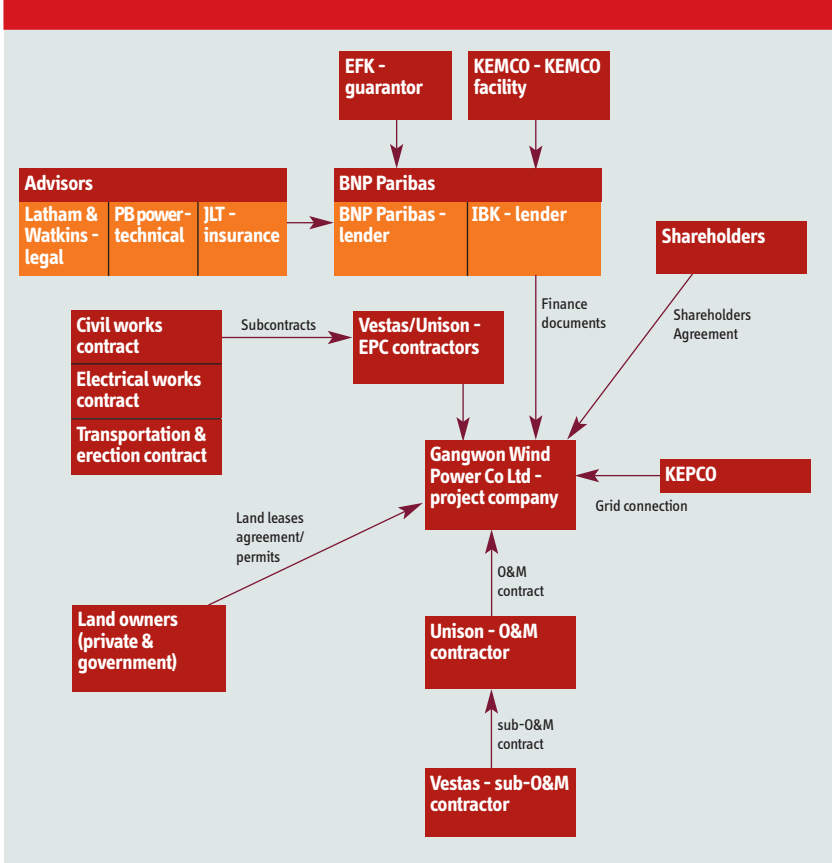 EFK -
guarantor
KEMCO - KEMCO
facility
Advisors
Latham &
Watkins -
legal
PB power -
technical
JLT -
insurance
BNP Paribas
BNP Paribas -
lender
IBK - lender
Shareholders
Finance
documents
Shareholders
Agreement
Civil works
contract
Electrical works
contract
Transportation &
erection contract
Subcontracts
Vestas/Unison -
EPC contractors
Gangwon Wind
Power Co Ltd -
project company
KEPCO
Grid connection
Land leases
agreement/
permits
Land owners
(private &
government)
O&M
contract
Unison - O&M
contractor
sub-O&M
contract
Vestas - sub-O&M
contractor